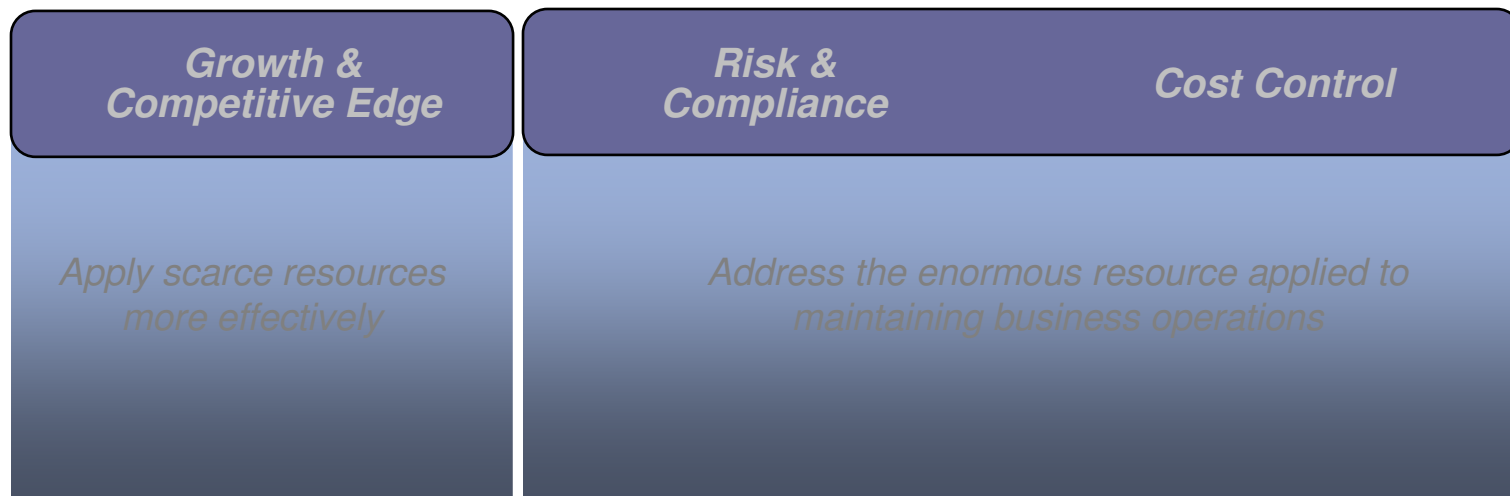 Growth &
Competitive Edge
Risk &
Compliance
Cost Control
Apply scarce resources
more effectively
Address the enormous resource applied to
maintaining business operations